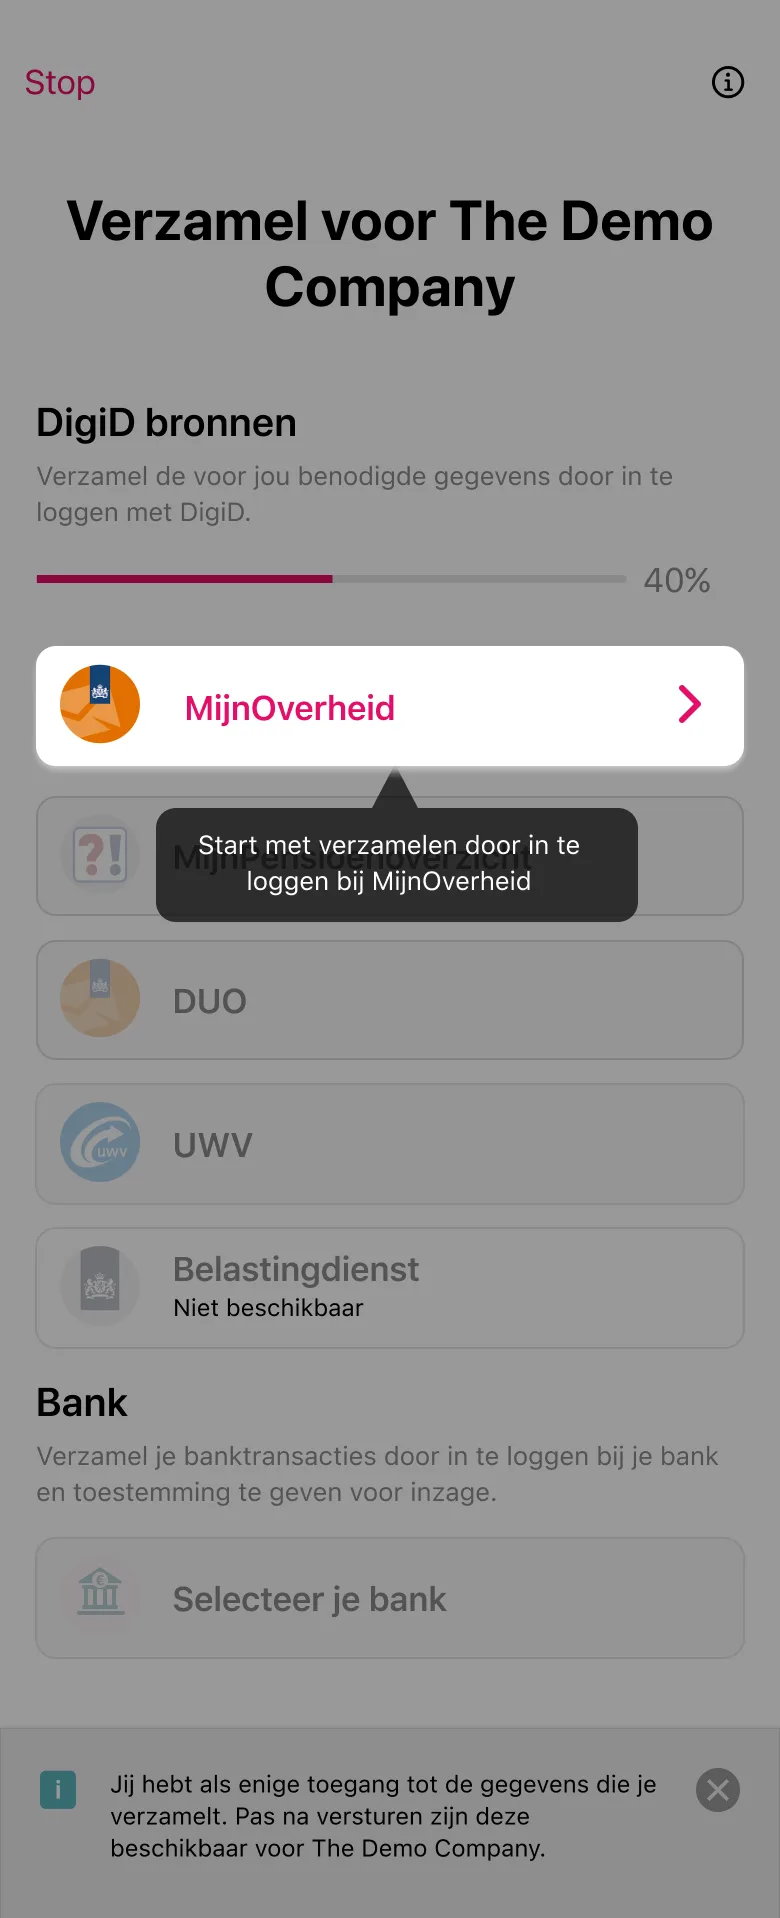 Stop
Verzamel voor The Demo
Company
DigiD bronnen
Verzamel de voor jou benodigde gegevens door in te
loggen met DigiD.
40%
MijnOverheid
Start met verzamelen door in te
loggen bij MijnOverheid
MijnPensioenoverzicht
DUO
UWV
UWV
Belastingdienst
Niet beschikbaar
Bank
Verzamel je banktransacties door in te loggen bij je bank
en toestemming te geven voor inzage.
Selecteer je bank
Jij hebt als enige toegang tot de gegevens die je
verzamelt. Pas na versturen zijn deze
beschikbaar voor The Demo Company.